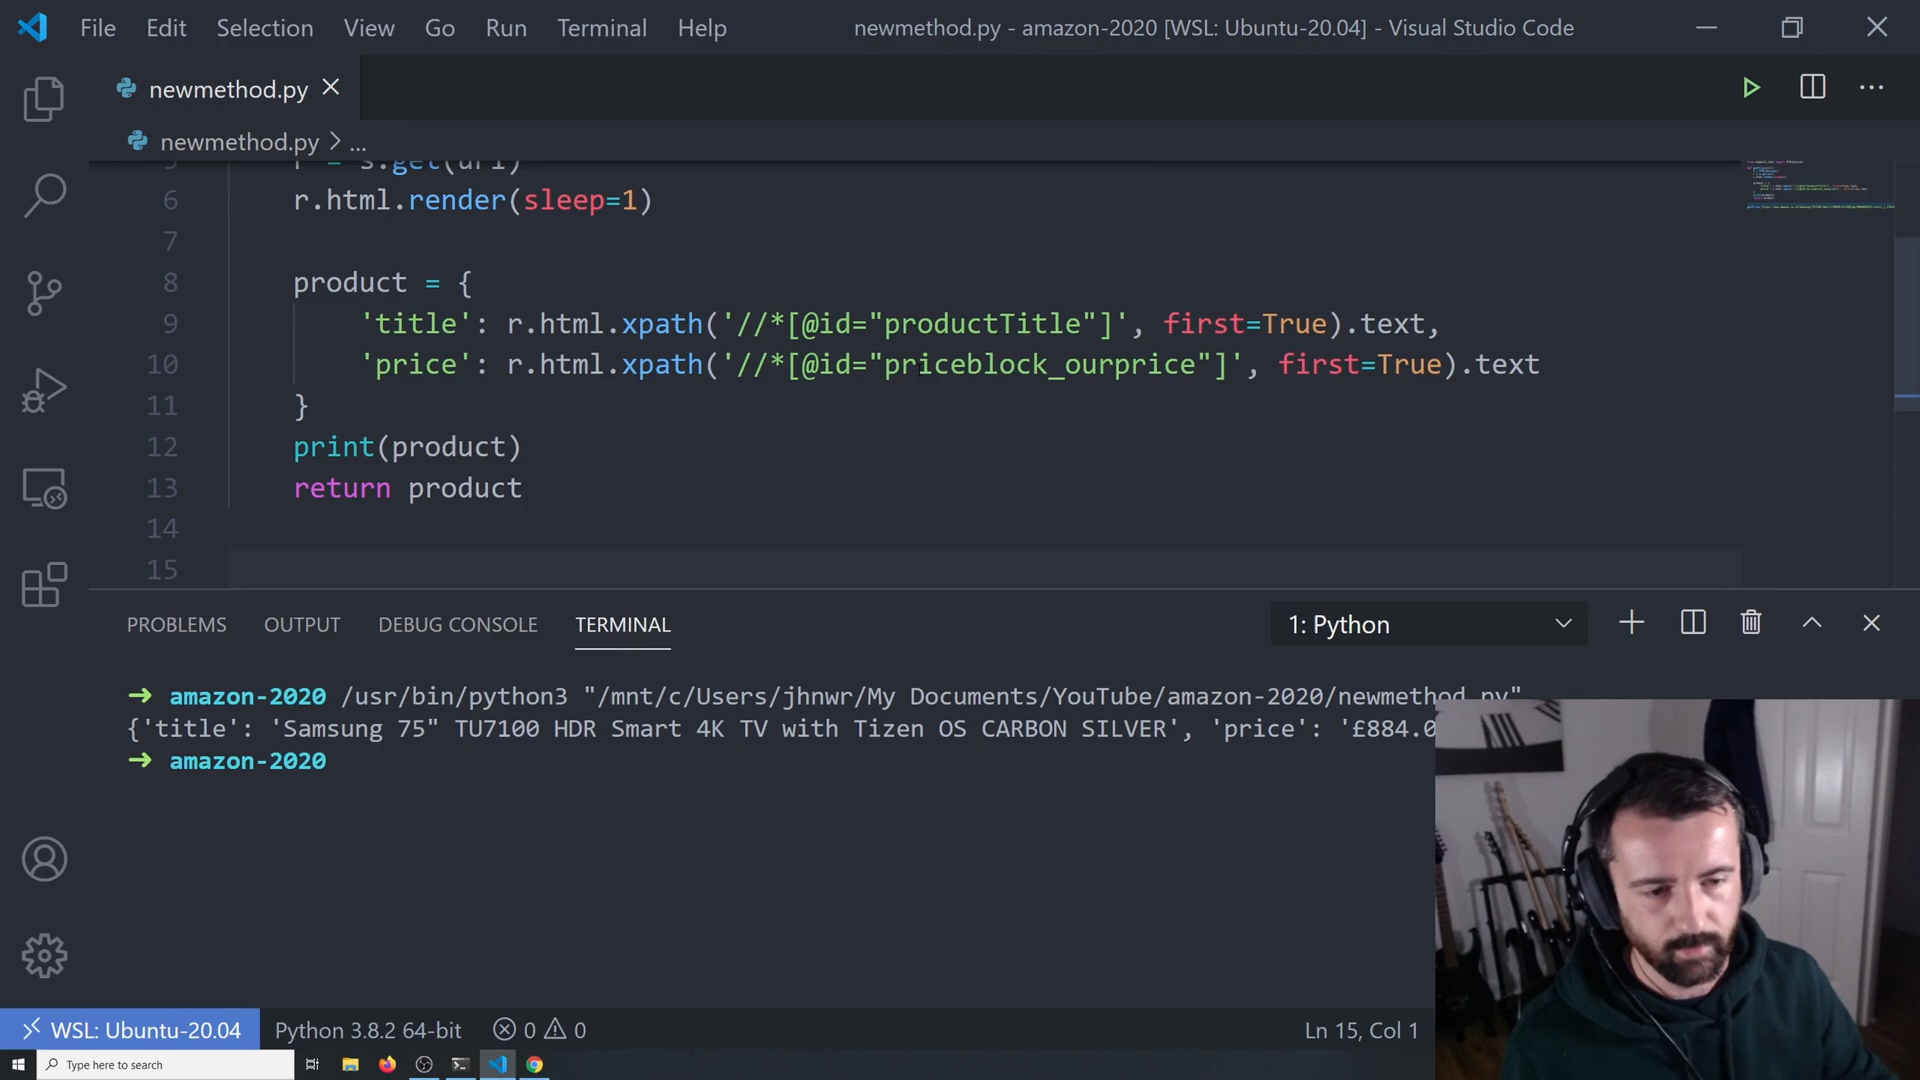 File Edit Selection View Go Run Terminal Help
newmethod.py - amazon-2020 [WSL: Ubuntu-20.04] - Visual Studio Code
newmethod.py
newmethod.py > ...
5 r = s.get(url)
6 r.html.render(sleep=1)
7
8 product = {
9 'title': r.html.xpath('//*[@id="productTitle"]', first=True).text,
10 'price': r.html.xpath('//*[@id="priceblock_ourprice"]', first=True).text
11 }
12 print(product)
13 return product
14
15
PROBLEMS OUTPUT DEBUG CONSOLE TERMINAL
1: Python
→ amazon-2020 /usr/bin/python3 "/mnt/c/Users/jhnwr/My Documents/YouTube/amazon-2020/newmethod.py"
{'title': 'Samsung 75" TU7100 HDR Smart 4K TV with Tizen OS CARBON SILVER', 'price': '£884.0
→ amazon-2020
WSL: Ubuntu-20.04 Python 3.8.2 64-bit 0 0 Ln 15, Col 1
Type here to search